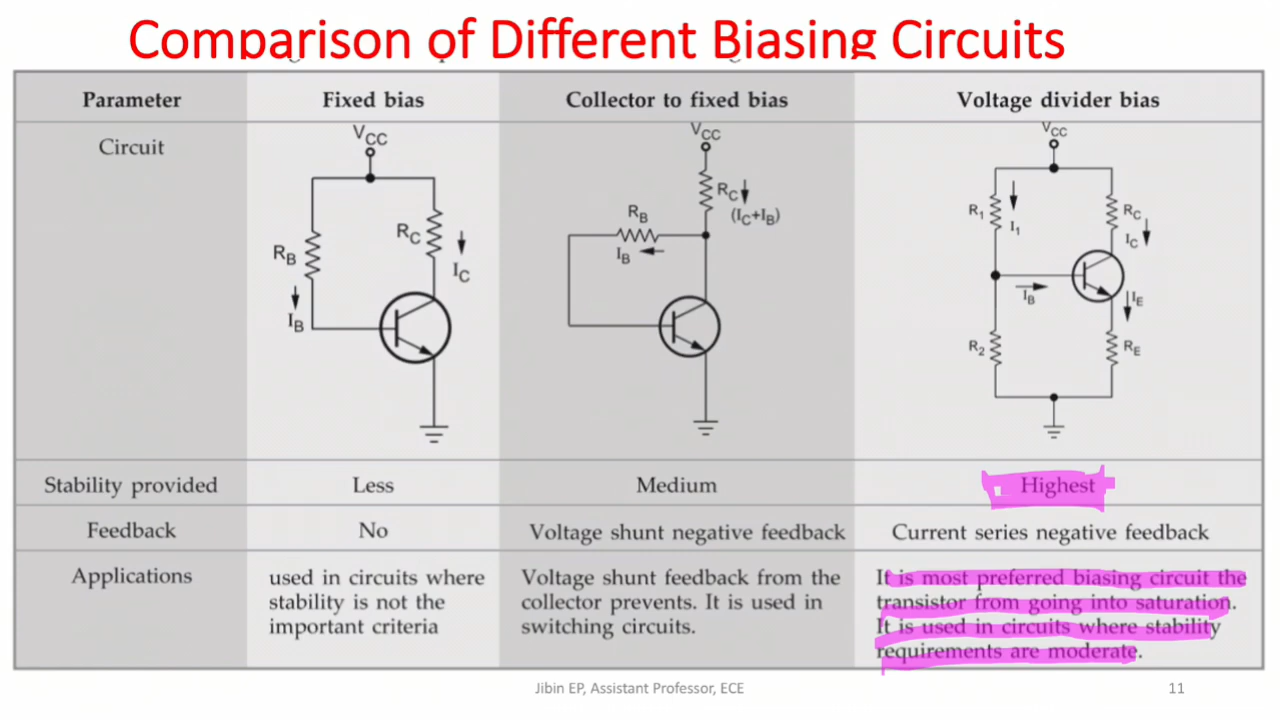 Comparison of Different Biasing Circuits
Parameter
Fixed bias
Collector to fixed bias
Voltage divider bias
Circuit
VCC
RB
RC
IC
IB
VCC
RC
(IC+IB)
RB
IB
VCC
R1
I1
RC
IC
IB
IE
R2
RE
Stability provided
Less
Medium
Highest
Feedback
No
Voltage shunt negative feedback
Current series negative feedback
Applications
used in circuits where
stability is not the
important criteria
Voltage shunt feedback from the
collector prevents. It is used in
switching circuits.
It is most preferred biasing circuit the
transistor from going into saturation.
It is used in circuits where stability
requirements are moderate.
Jibin EP, Assistant Professor, ECE
11